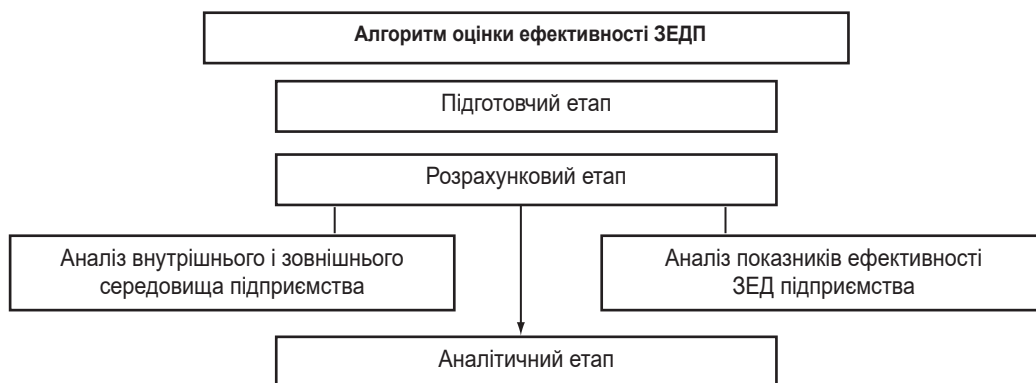 Алгоритм оцінки ефективності ЗЕДП
Підготовчий етап
Розрахунковий етап
Аналіз внутрішнього і зовнішнього
середовища підприємства
Аналіз показників ефективності
ЗЕД підприємства
Аналітичний етап